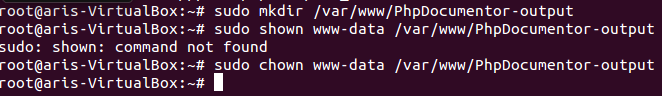 root@aris-VirtualBox:~# sudo mkdir /var/www/PhpDocumentor-output
root@aris-VirtualBox:~# sudo shown www-data /var/www/PhpDocumentor-output
sudo: shown: command not found
root@aris-VirtualBox:~# sudo chown www-data /var/www/PhpDocumentor-output
root@aris-VirtualBox:~#